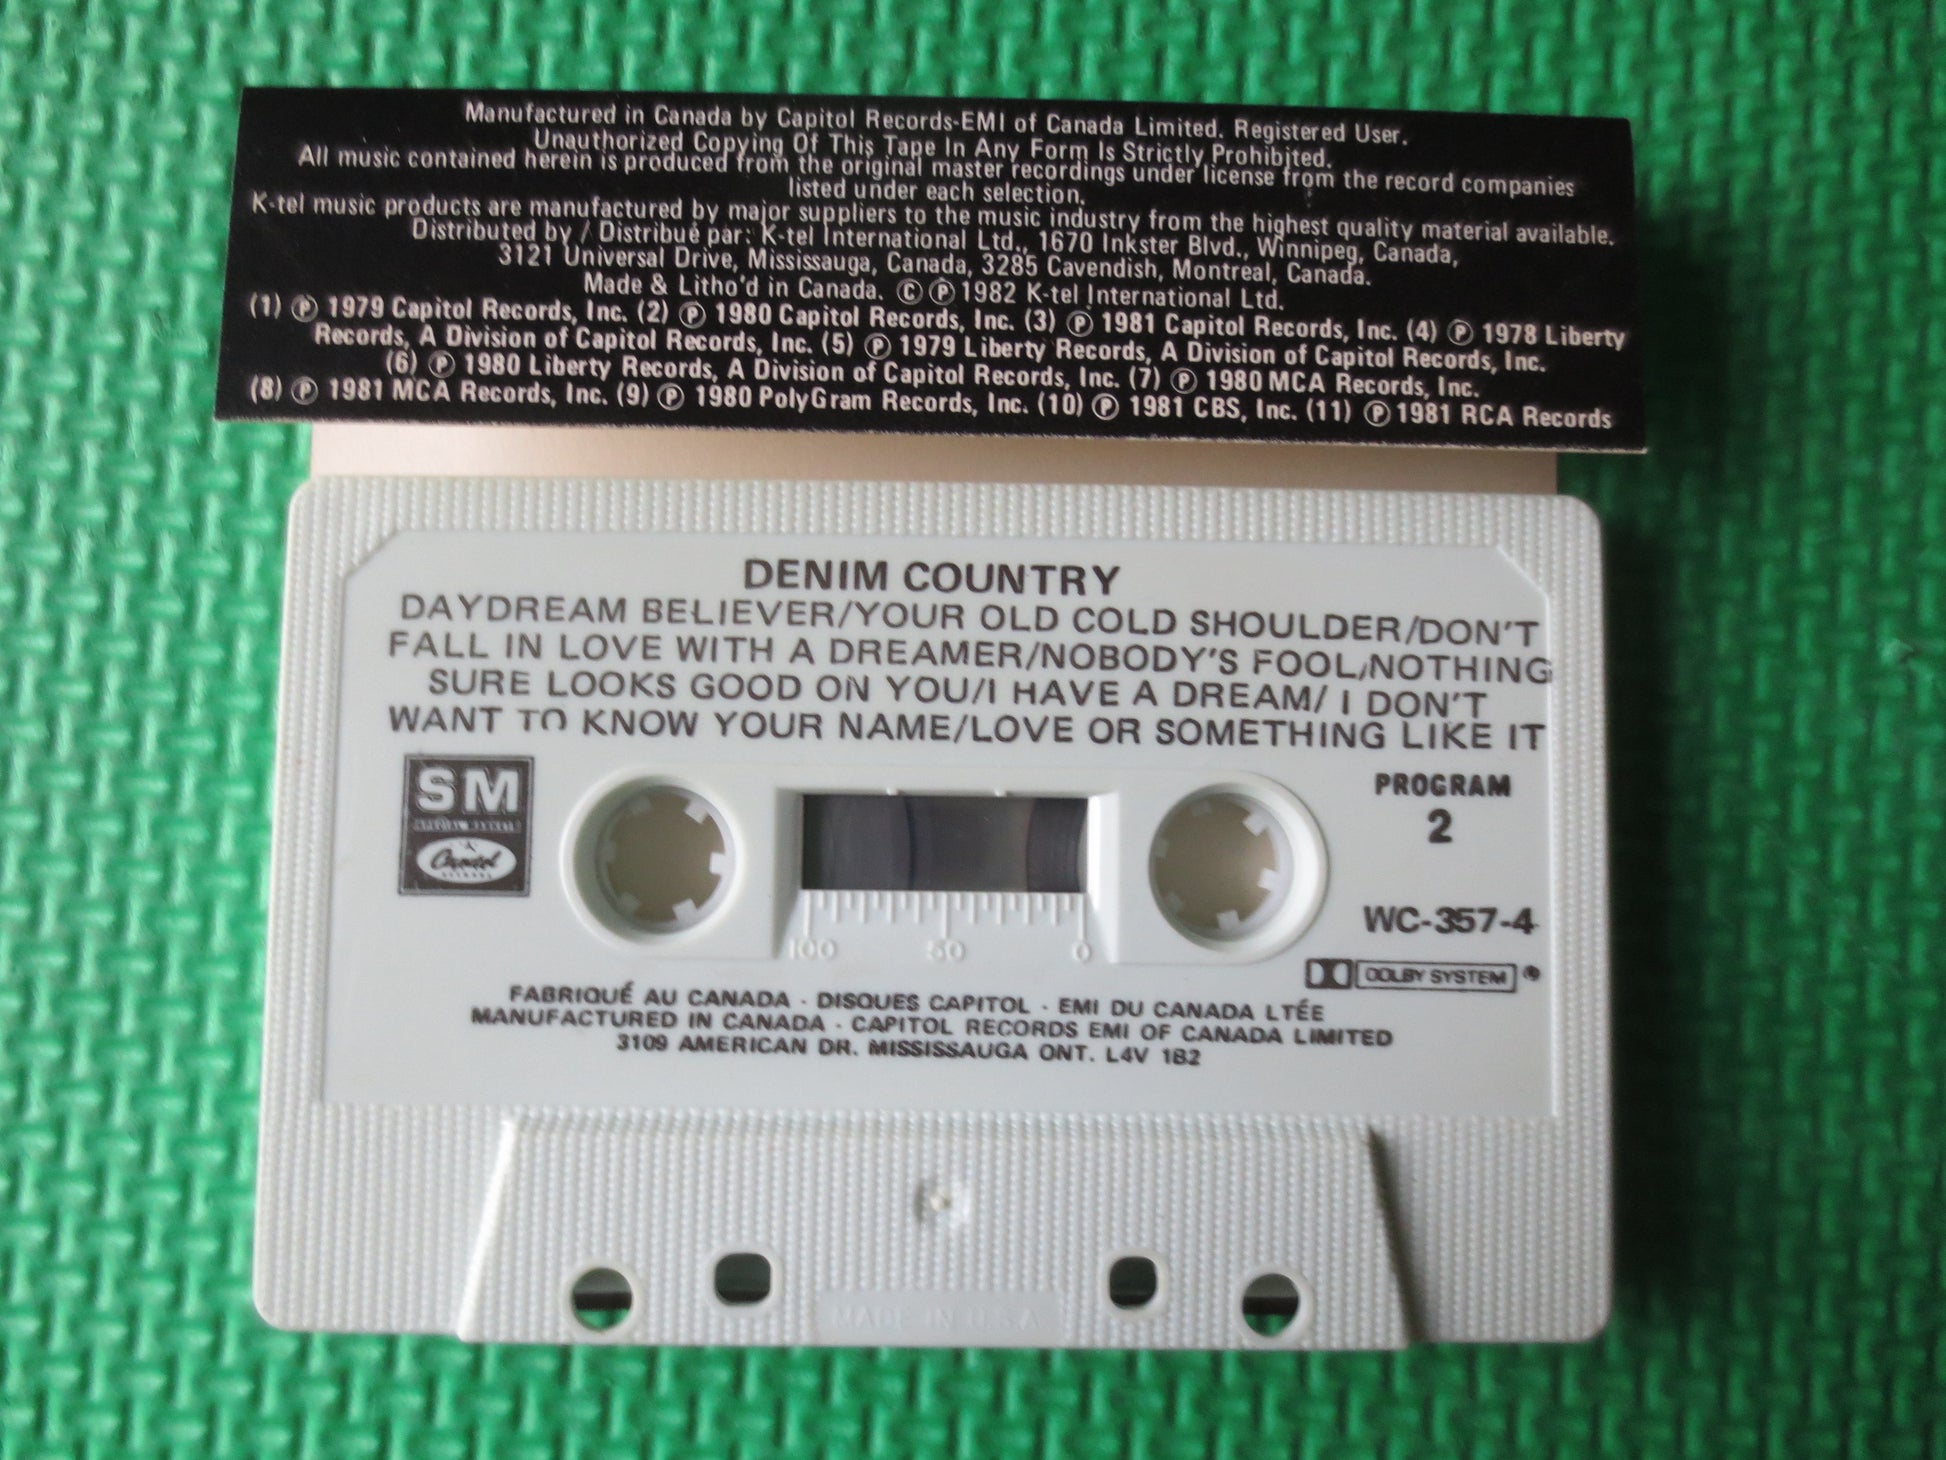 Manufactured in Canada by Capitol Records-EMI of Canada Limited. Registered User.
Unauthorized Copying Of This Tape In Any Form Is Strictly Prohibited.
All music contained herein is produced from the original master recordings under license from the record companies
listed under each selection.
K-tel music products are manufactured by major suppliers to the music industry from the highest quality material available.
Distributed by / Distribué par: K-tel International Ltd., 1670 Inkster Blvd., Winnipeg, Canada,
3121 Universal Drive, Mississauga, Canada, 3285 Cavendish, Montreal, Canada.
Made & Litho'd in Canada. © ℗ 1982 K-tel International Ltd.
(1) ℗ 1979 Capitol Records, Inc. (2) ℗ 1980 Capitol Records, Inc. (3) ℗ 1981 Capitol Records, Inc. (4) ℗ 1978 Liberty
Records, A Division of Capitol Records, Inc. (5) ℗ 1979 Liberty Records, A Division of Capitol Records, Inc.
(6) ℗ 1980 Liberty Records, A Division of Capitol Records, Inc. (7) ℗ 1980 MCA Records, Inc.
(8) ℗ 1981 MCA Records, Inc. (9) ℗ 1980 PolyGram Records, Inc. (10) ℗ 1981 CBS, Inc. (11) ℗ 1981 RCA Records
DENIM COUNTRY
DAYDREAM BELIEVER/YOUR OLD COLD SHOULDER/DON'T
FALL IN LOVE WITH A DREAMER/NOBODY'S FOOL/NOTHING
SURE LOOKS GOOD ON YOU/I HAVE A DREAM/ I DON'T
WANT TO KNOW YOUR NAME/LOVE OR SOMETHING LIKE IT
SM
SPECIAL MARKETS
Capitol
RECORDS
PROGRAM
2
WC-357-4
100 50 0
DOLBY SYSTEM ®
FABRIQUÉ AU CANADA · DISQUES CAPITOL · EMI DU CANADA LTÉE
MANUFACTURED IN CANADA · CAPITOL RECORDS EMI OF CANADA LIMITED
3109 AMERICAN DR. MISSISSAUGA ONT. L4V 1B2
MADE IN U.S.A